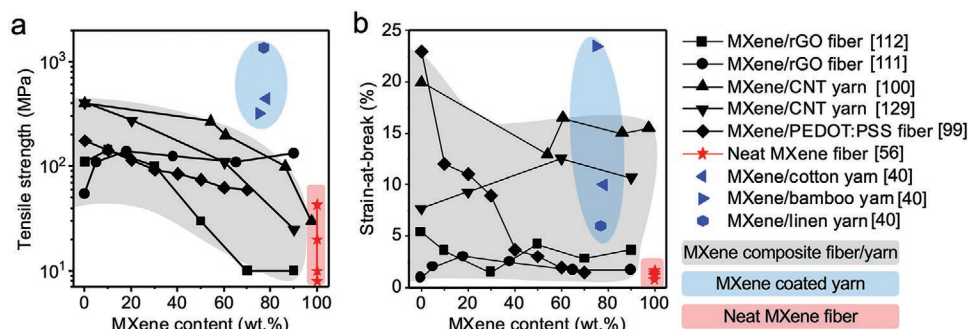 a
b
10³
10²
10¹
Tensile strength (MPa)
0 20 40 60 80 100
MXene content (wt.%)
25
20
15
10
5
0
Strain-at-break (%)
0 20 40 60 80 100
MXene content (wt.%)
MXene/rGO fiber [112]
MXene/rGO fiber [111]
MXene/CNT yarn [100]
MXene/CNT yarn [129]
MXene/PEDOT:PSS fiber [99]
Neat MXene fiber [56]
MXene/cotton yarn [40]
MXene/bamboo yarn [40]
MXene/linen yarn [40]
MXene composite fiber/yarn
MXene coated yarn
Neat MXene fiber